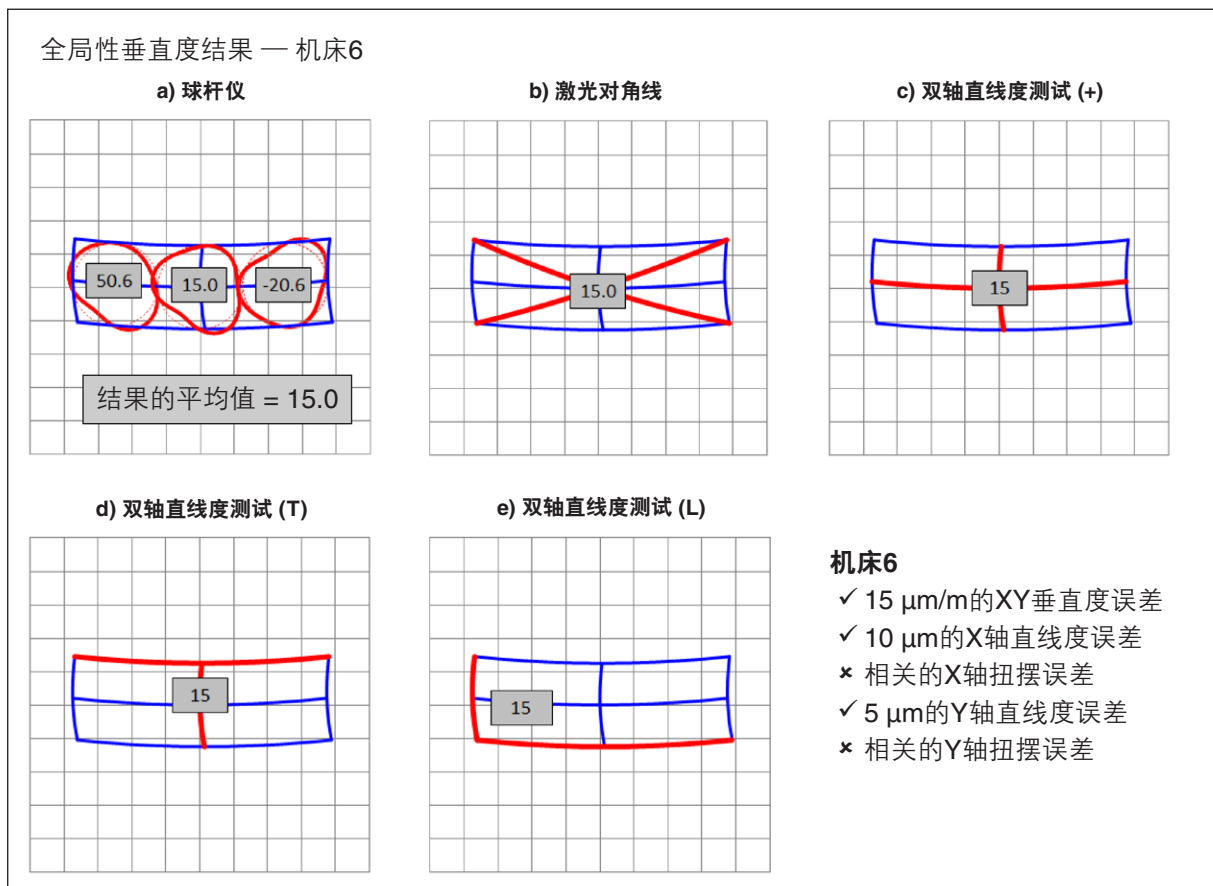 全局性垂直度结果 — 机床6
a) 球杆仪
b) 激光对角线
c) 双轴直线度测试 (+)
50.6
15.0
-20.6
结果的平均值 = 15.0
15.0
15
d) 双轴直线度测试 (T)
e) 双轴直线度测试 (L)
15
15
机床6
✓ 15 µm/m的XY垂直度误差
✓ 10 µm的X轴直线度误差
✗ 相关的X轴扭摆误差
✓ 5 µm的Y轴直线度误差
✗ 相关的Y轴扭摆误差